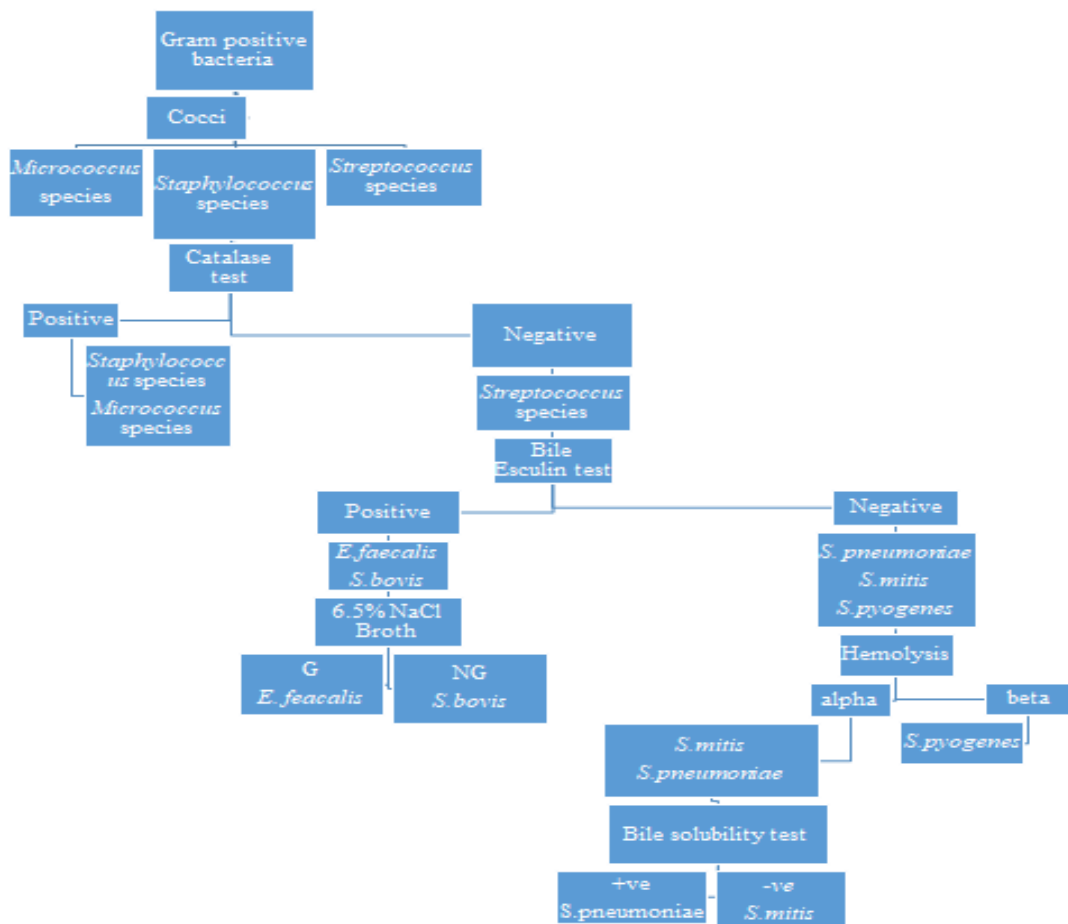 Gram positive
bacteria
Cocci
Micrococcus
species
Staphylococcus
species
Streptococcus
species
Catalase
test
Positive
Negative
Staphylococc
us species
Micrococcus
species
Streptococcus
species
Bile
Esculin test
Positive
Negative
E.faecalis
S.bovis
S. pneumoniae
S.mitis
S.pyogenes
6.5% NaCl
Broth
Hemolysis
G
E. feacalis
NG
S.bovis
alpha
beta
S.pyogenes
S.mitis
S.pneumoniae
Bile solubility test
+ve
S.pneumoniae
-ve
S.mitis